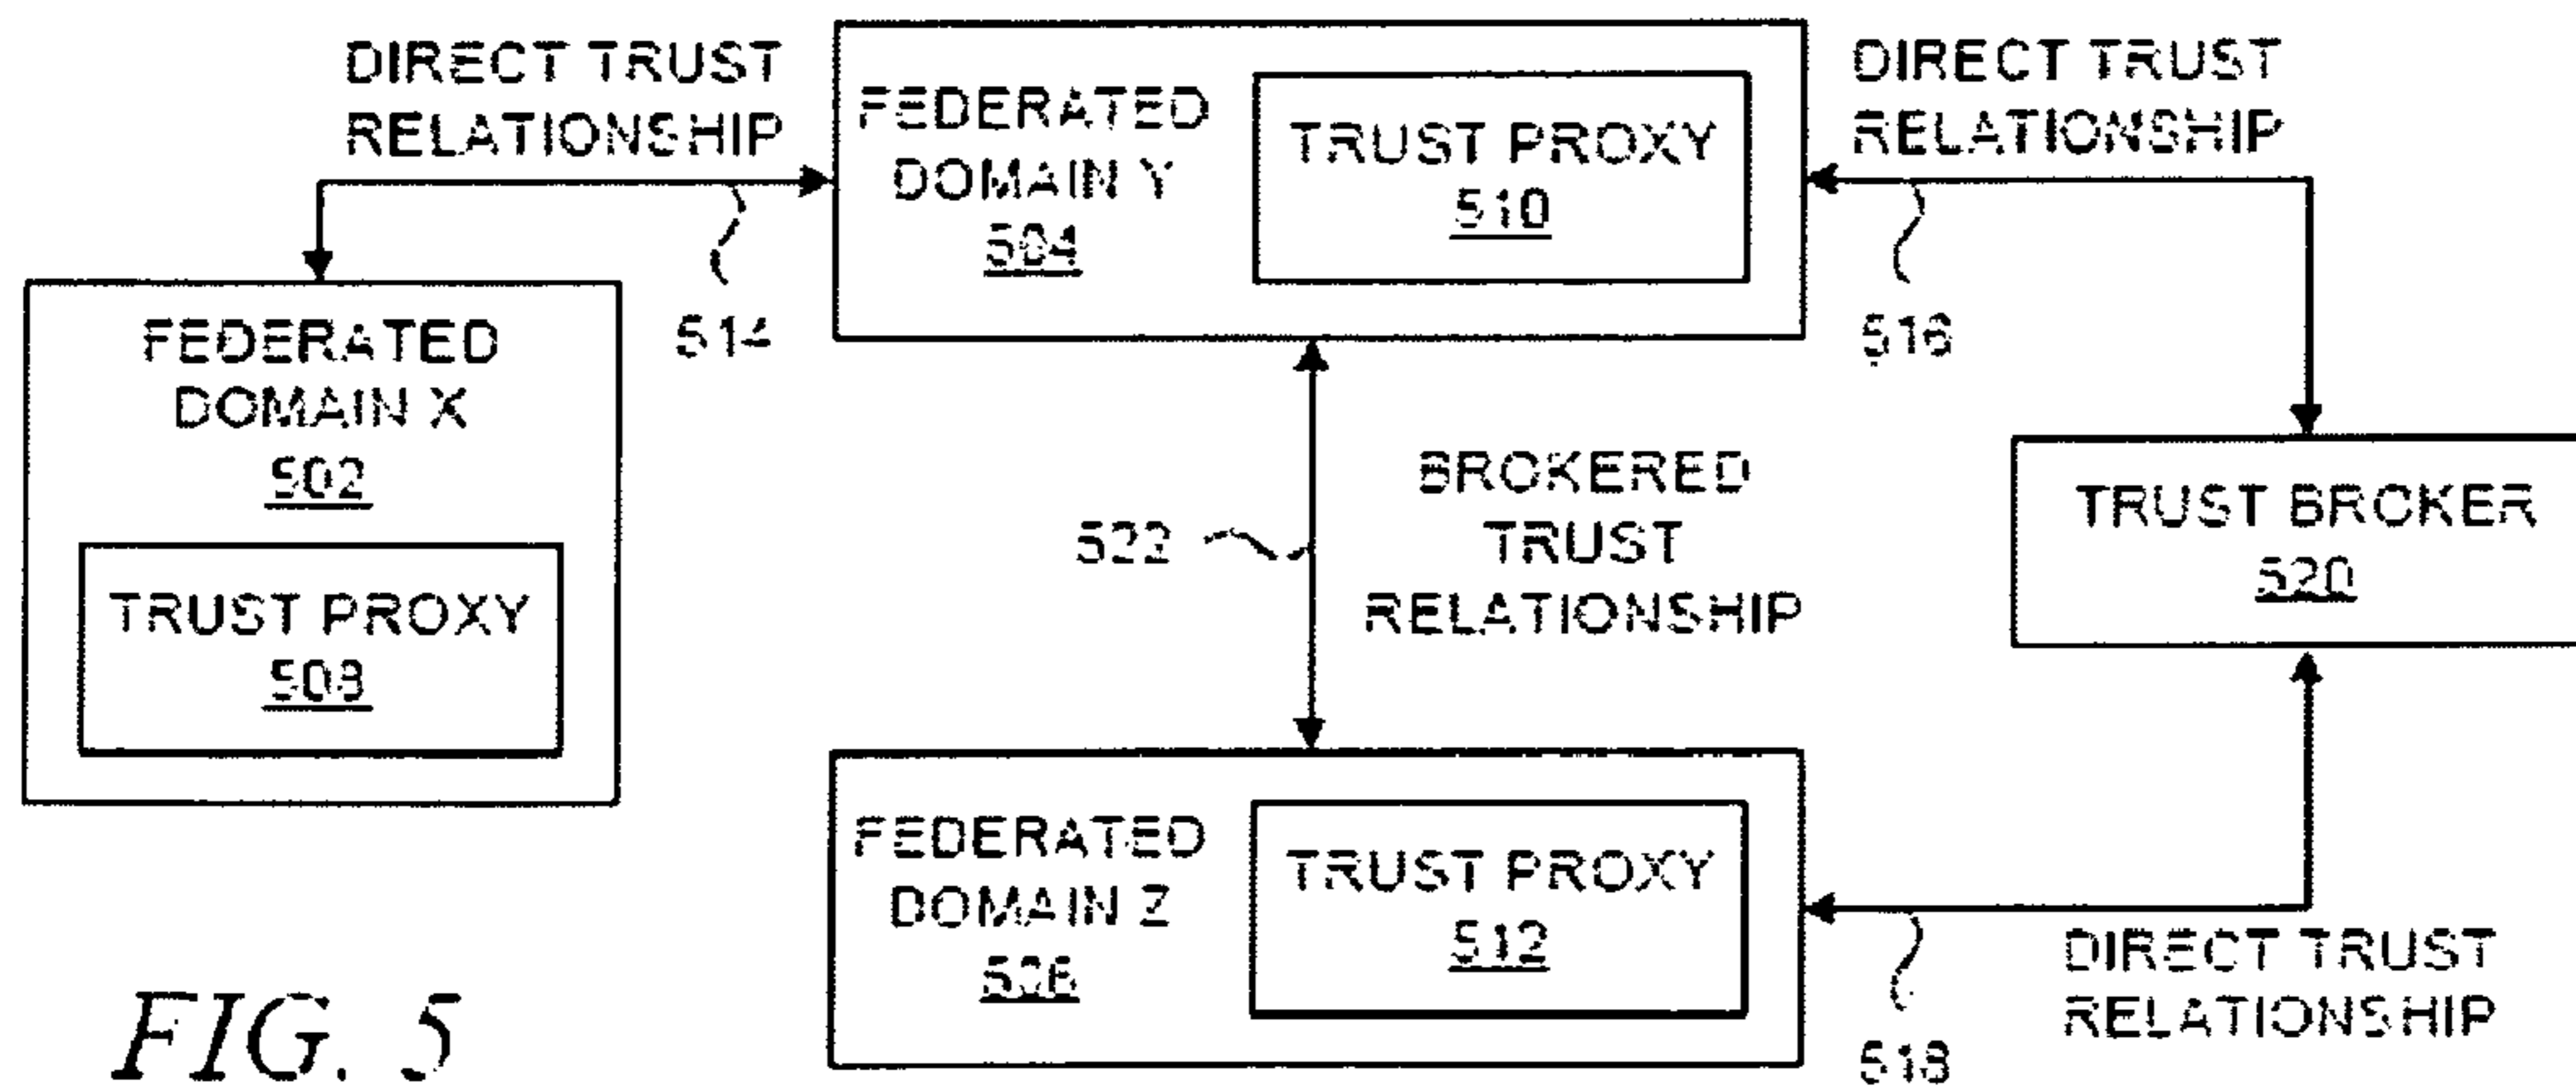 DIRECT TRUST
RELATIONSHIP
514
FEDERATED
DOMAIN X
502
TRUST PROXY
508
FEDERATED
DOMAIN Y
504
TRUST PROXY
510
DIRECT TRUST
RELATIONSHIP
516
522
BROKERED
TRUST
RELATIONSHIP
TRUST BROKER
520
FEDERATED
DOMAIN Z
506
TRUST PROXY
512
518
DIRECT TRUST
RELATIONSHIP
FIG. 5